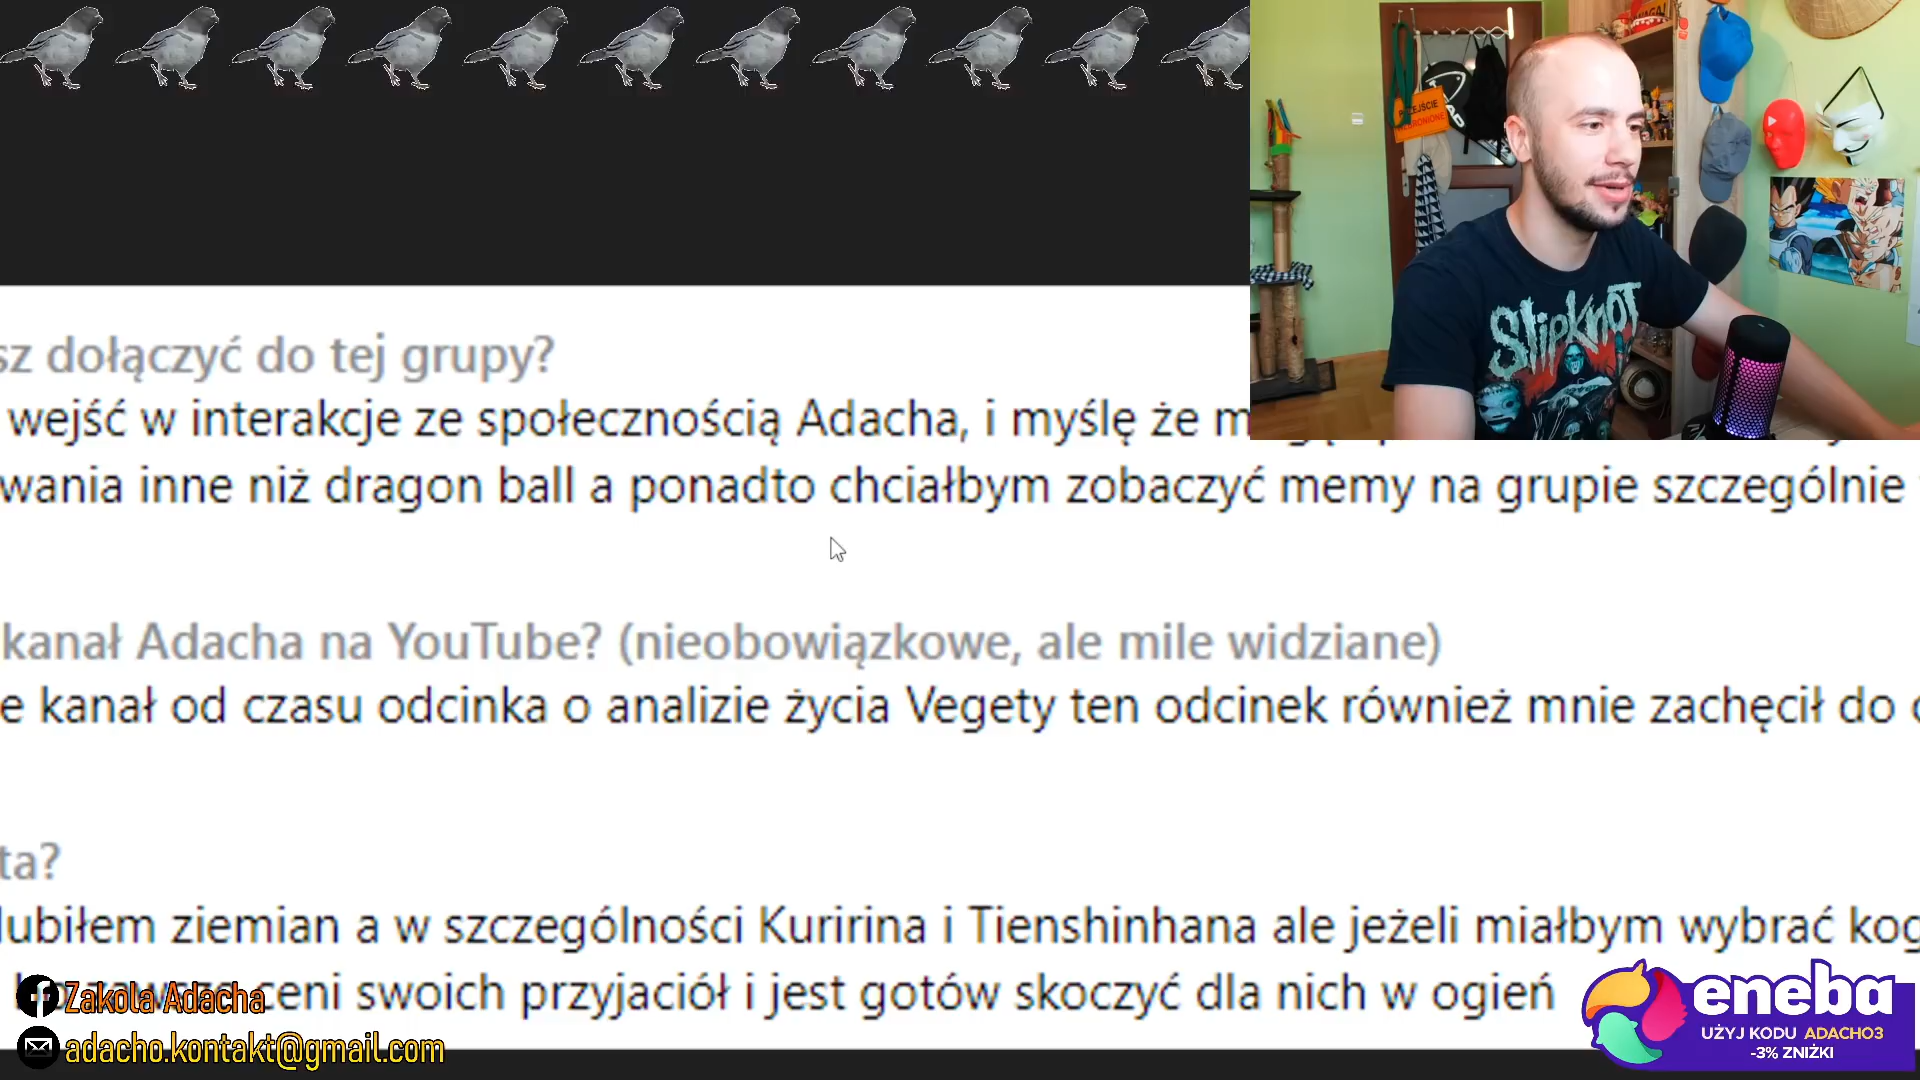 sz dołączyć do tej grupy?
wejść w interakcje ze społecznością Adacha, i myślę że
wania inne niż dragon ball a ponadto chciałbym zobaczyć memy na grupie szczególnie
kanał Adacha na YouTube? (nieobowiązkowe, ale mile widziane)
e kanał od czasu odcinka o analizie życia Vegety ten odcinek również mnie zachęcił do
ta?
lubiłem ziemian a w szczególności Kuririna i Tienshinhana ale jeżeli miałbym wybrać kog
ceni swoich przyjaciół i jest gotów skoczyć dla nich w ogień
Zakola Adacha
adacho.kontakt@gmail.com
eneba
UŻYJ KODU ADACHO3
-3% ZNIŻKI
SLIPKNOT
PRZEJŚCIE